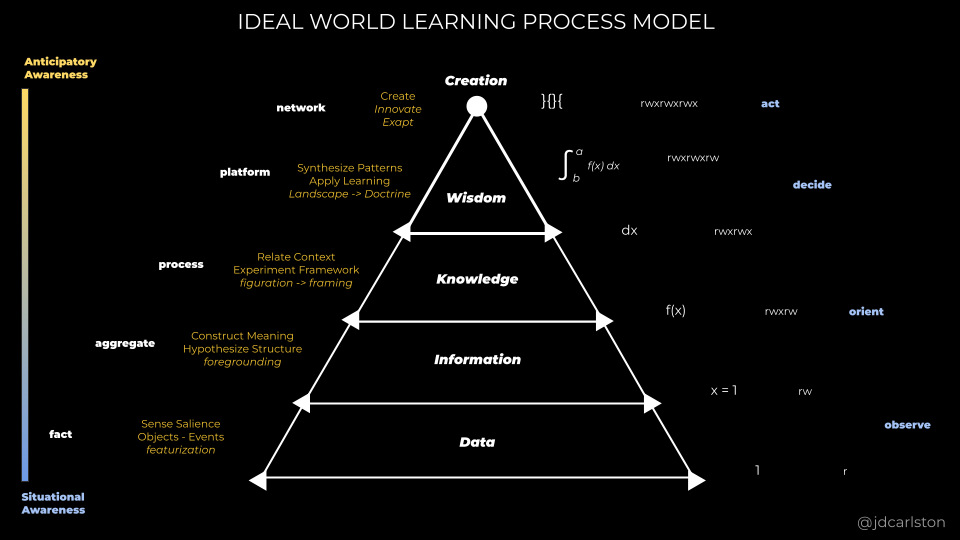 IDEAL WORLD LEARNING PROCESS MODEL
Anticipatory
Awareness
Creation
network
Create
Innovate
Exapt
}{}{
rwxrwxrwx
act
platform
Synthesize Patterns
Apply Learning
Landscape -> Doctrine
Wisdom
∫ a b f(x) dx
rwxrwxrw
decide
dx
rwxrwx
process
Relate Context
Experiment Framework
figuration -> framing
Knowledge
f(x)
rwxrw
orient
aggregate
Construct Meaning
Hypothesize Structure
foregrounding
Information
x = 1
rw
observe
fact
Sense Salience
Objects - Events
featurization
Data
1
r
Situational
Awareness
@jdcarlston